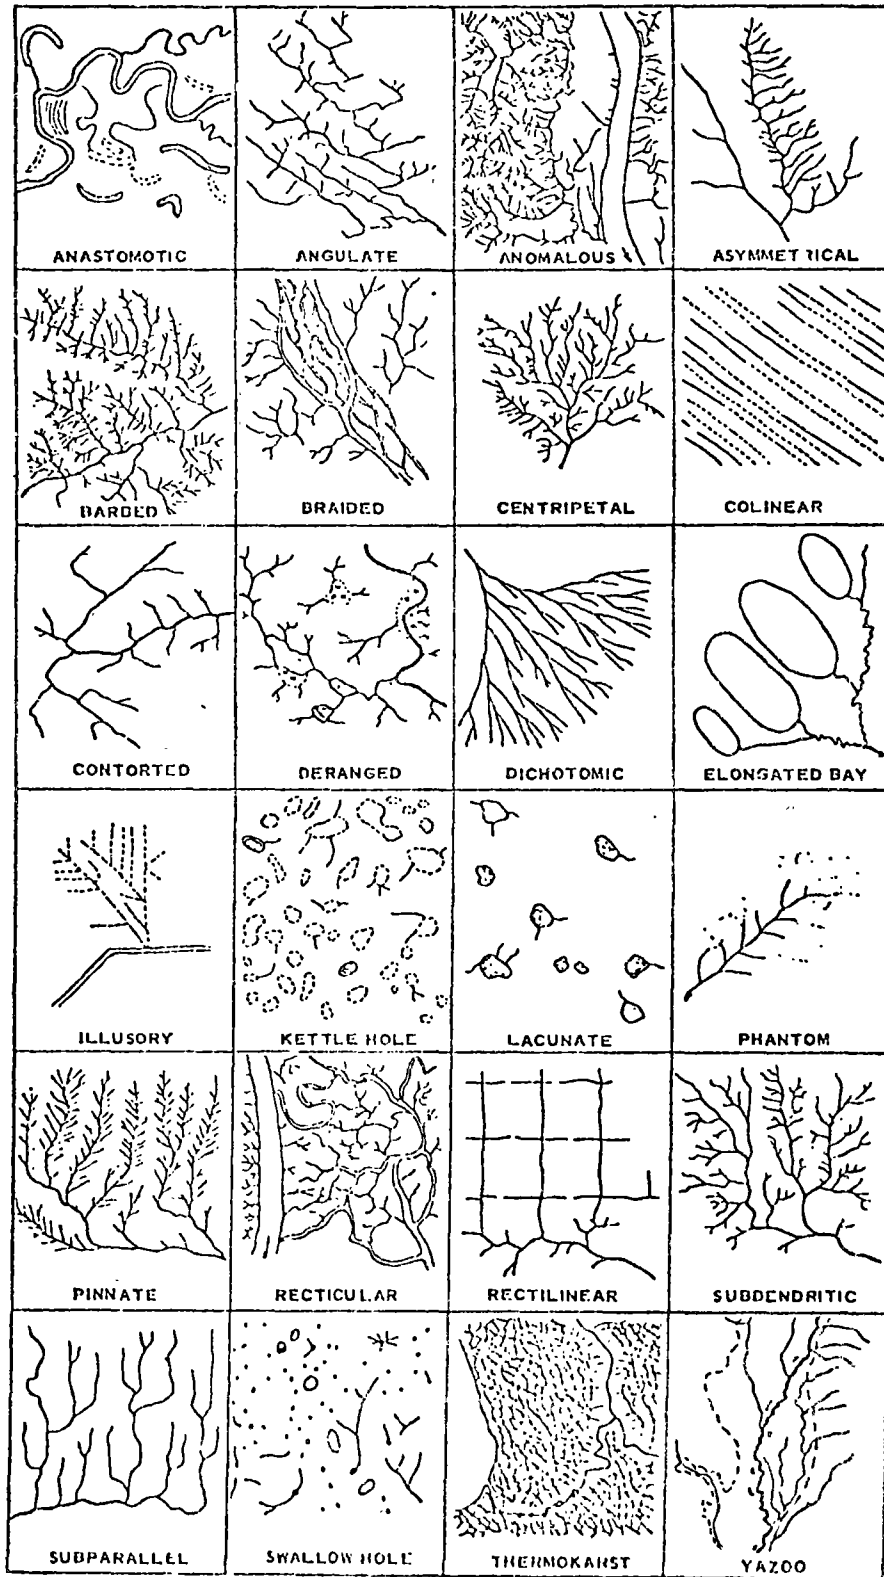 ANASTOMOTIC
ANGULATE
ANOMALOUS
ASYMMETRICAL
BARBED
BRAIDED
CENTRIPETAL
COLINEAR
CONTORTED
DERANGED
DICHOTOMIC
ELONGATED BAY
ILLUSORY
KETTLE HOLE
LACUNATE
PHANTOM
PINNATE
RECTICULAR
RECTILINEAR
SUBDENDRITIC
SUBPARALLEL
SWALLOW HOLE
THERMOKARST
YAZOO